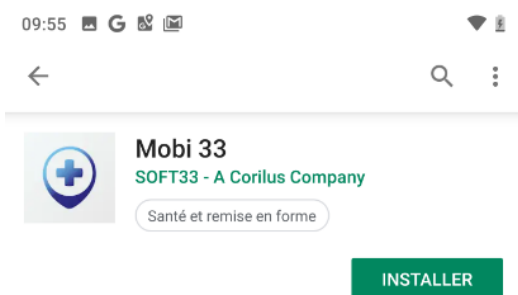 09:55
Mobi 33
SOFT33 - A Corilus Company
Santé et remise en forme
INSTALLER